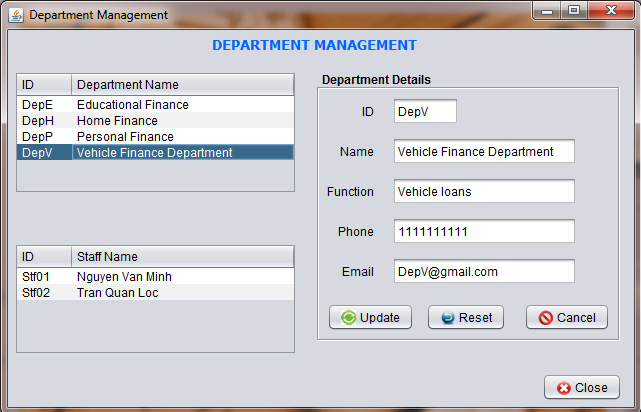 Department Management
DEPARTMENT MANAGEMENT
ID Department Name
DepE Educational Finance
DepH Home Finance
DepP Personal Finance
DepV Vehicle Finance Department
ID Staff Name
Stf01 Nguyen Van Minh
Stf02 Tran Quan Loc
Department Details
ID DepV
Name Vehicle Finance Department
Function Vehicle loans
Phone 1111111111
Email DepV@gmail.com
Update Reset Cancel
Close